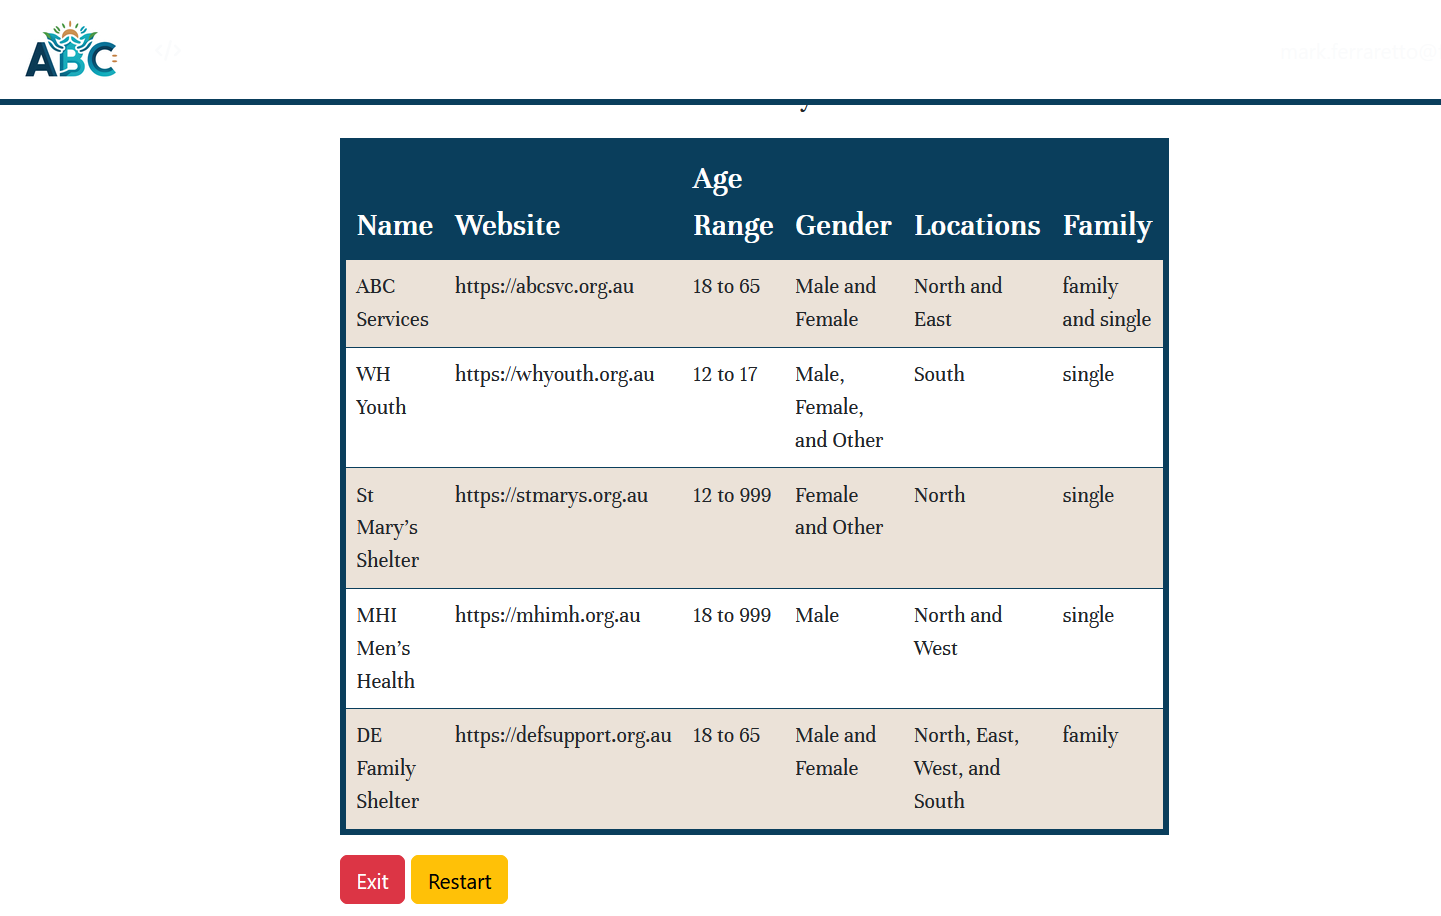 ABC
</>
mark.ferraretto@
Age
Name Website Range Gender Locations Family
ABC https://abcsvc.org.au 18 to 65 Male and North and family
Services Female East and single
WH https://whyouth.org.au 12 to 17 Male, South single
Youth Female,
and Other
St https://stmarys.org.au 12 to 999 Female North single
Mary’s and Other
Shelter
MHI https://mhimh.org.au 18 to 999 Male North and single
Men’s West
Health
DE https://defsupport.org.au 18 to 65 Male and North, East, family
Family Female West, and
Shelter South
Exit Restart